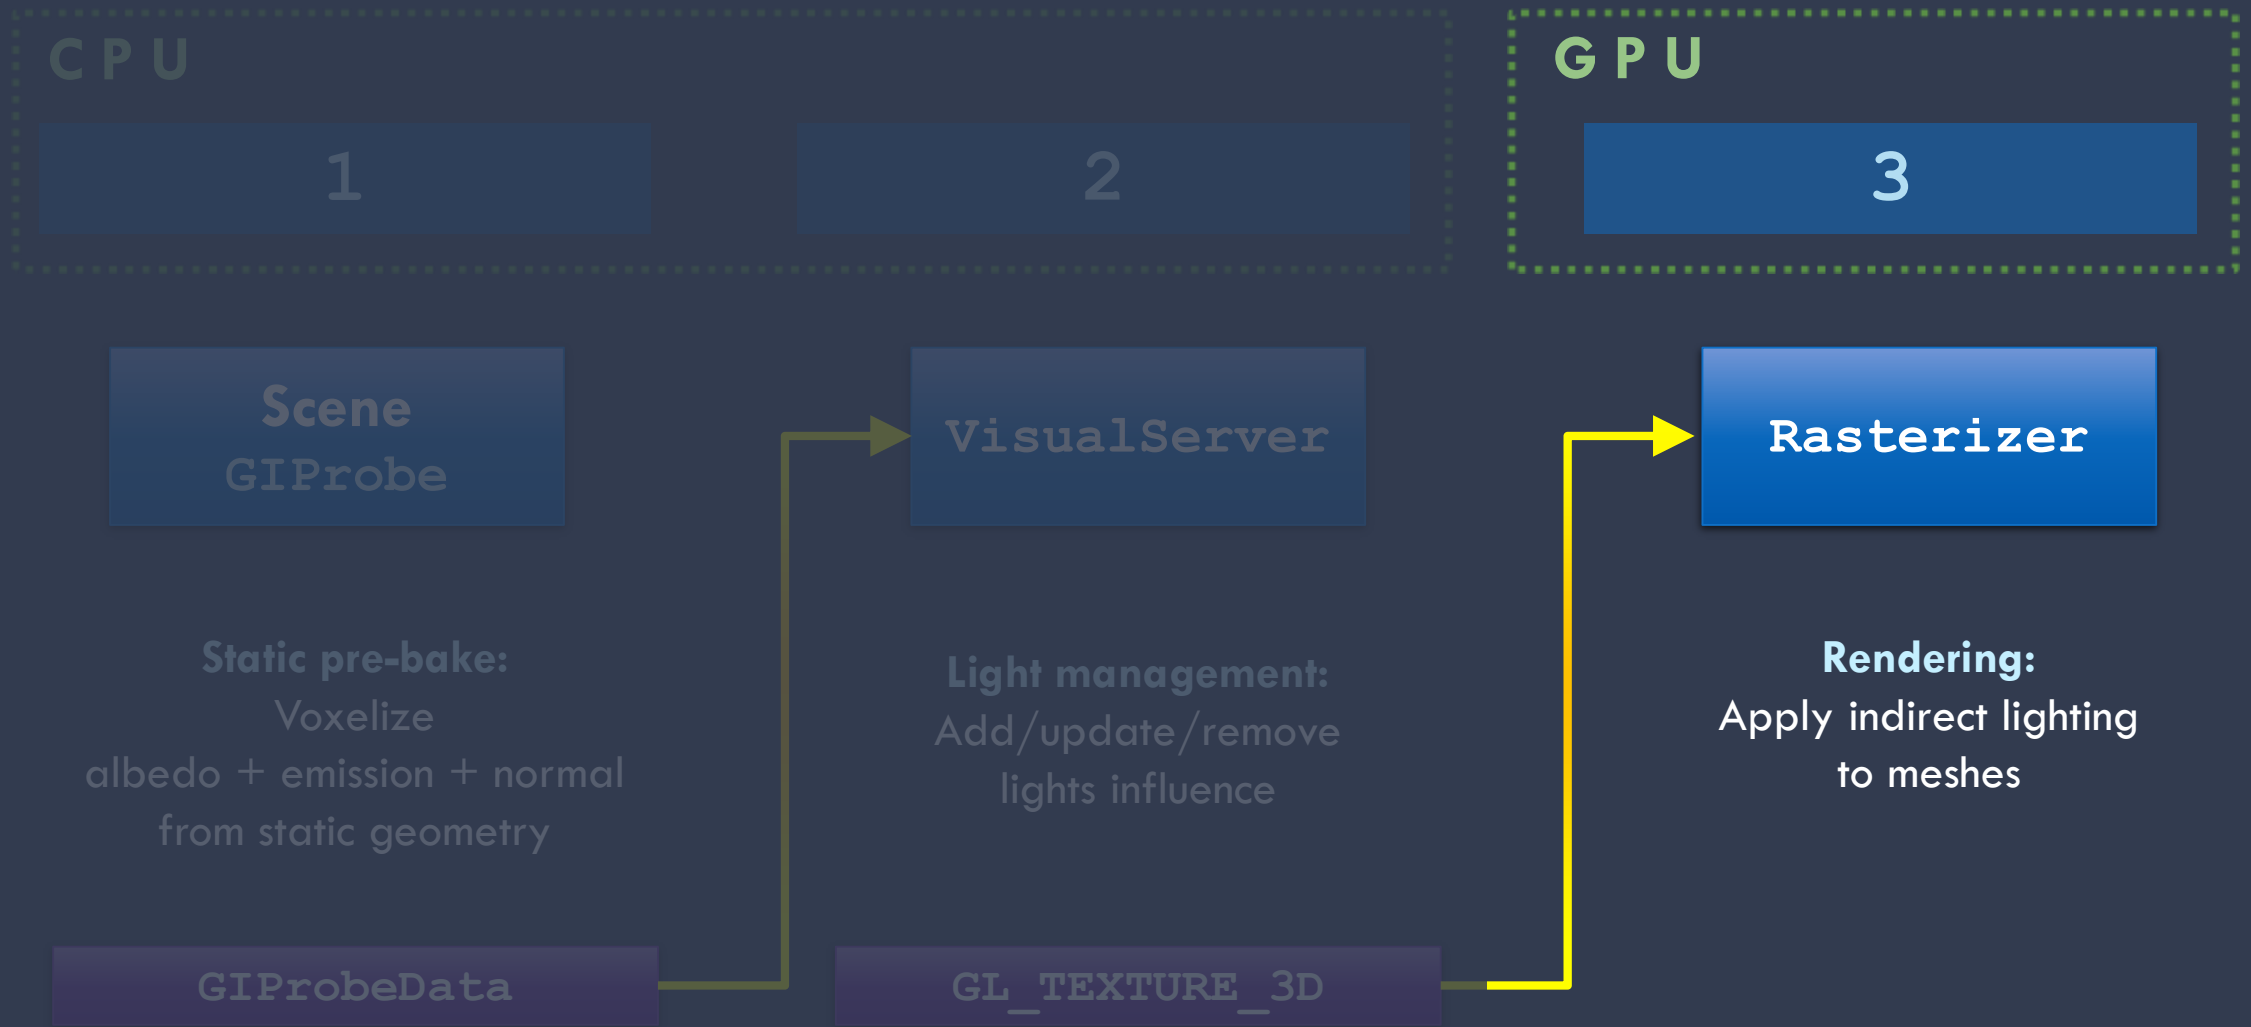 CPU
GPU
1
2
3
Scene
GIProbe
VisualServer
Rasterizer
Static pre-bake:
Voxelize
albedo + emission + normal
from static geometry
Light management:
Add/update/remove
lights influence
Rendering:
Apply indirect lighting
to meshes
GIProbeData
GL_TEXTURE_3D